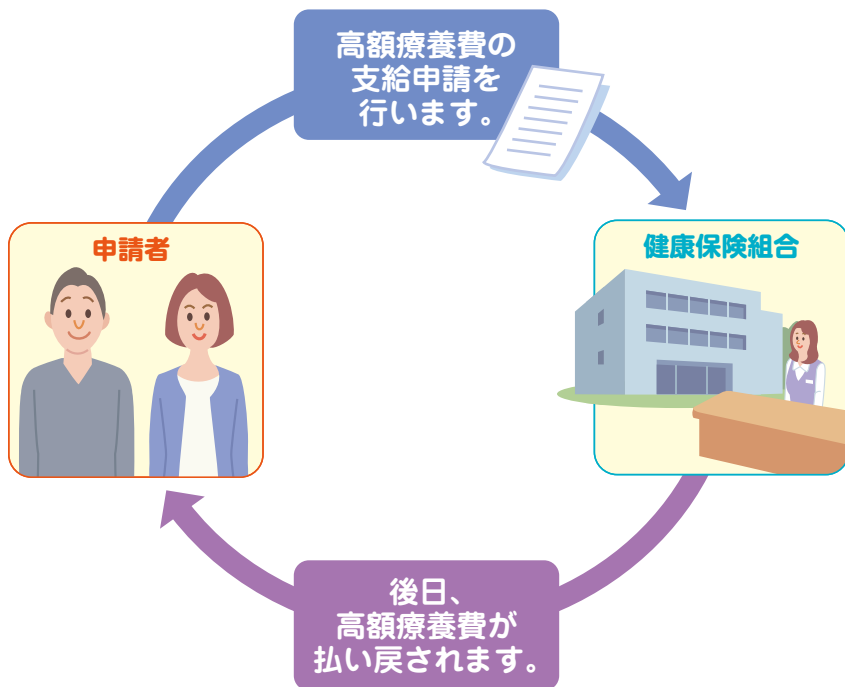 高額療養費の
支給申請を
行います。
申請者
健康保険組合
後日、
高額療養費が
払い戻されます。